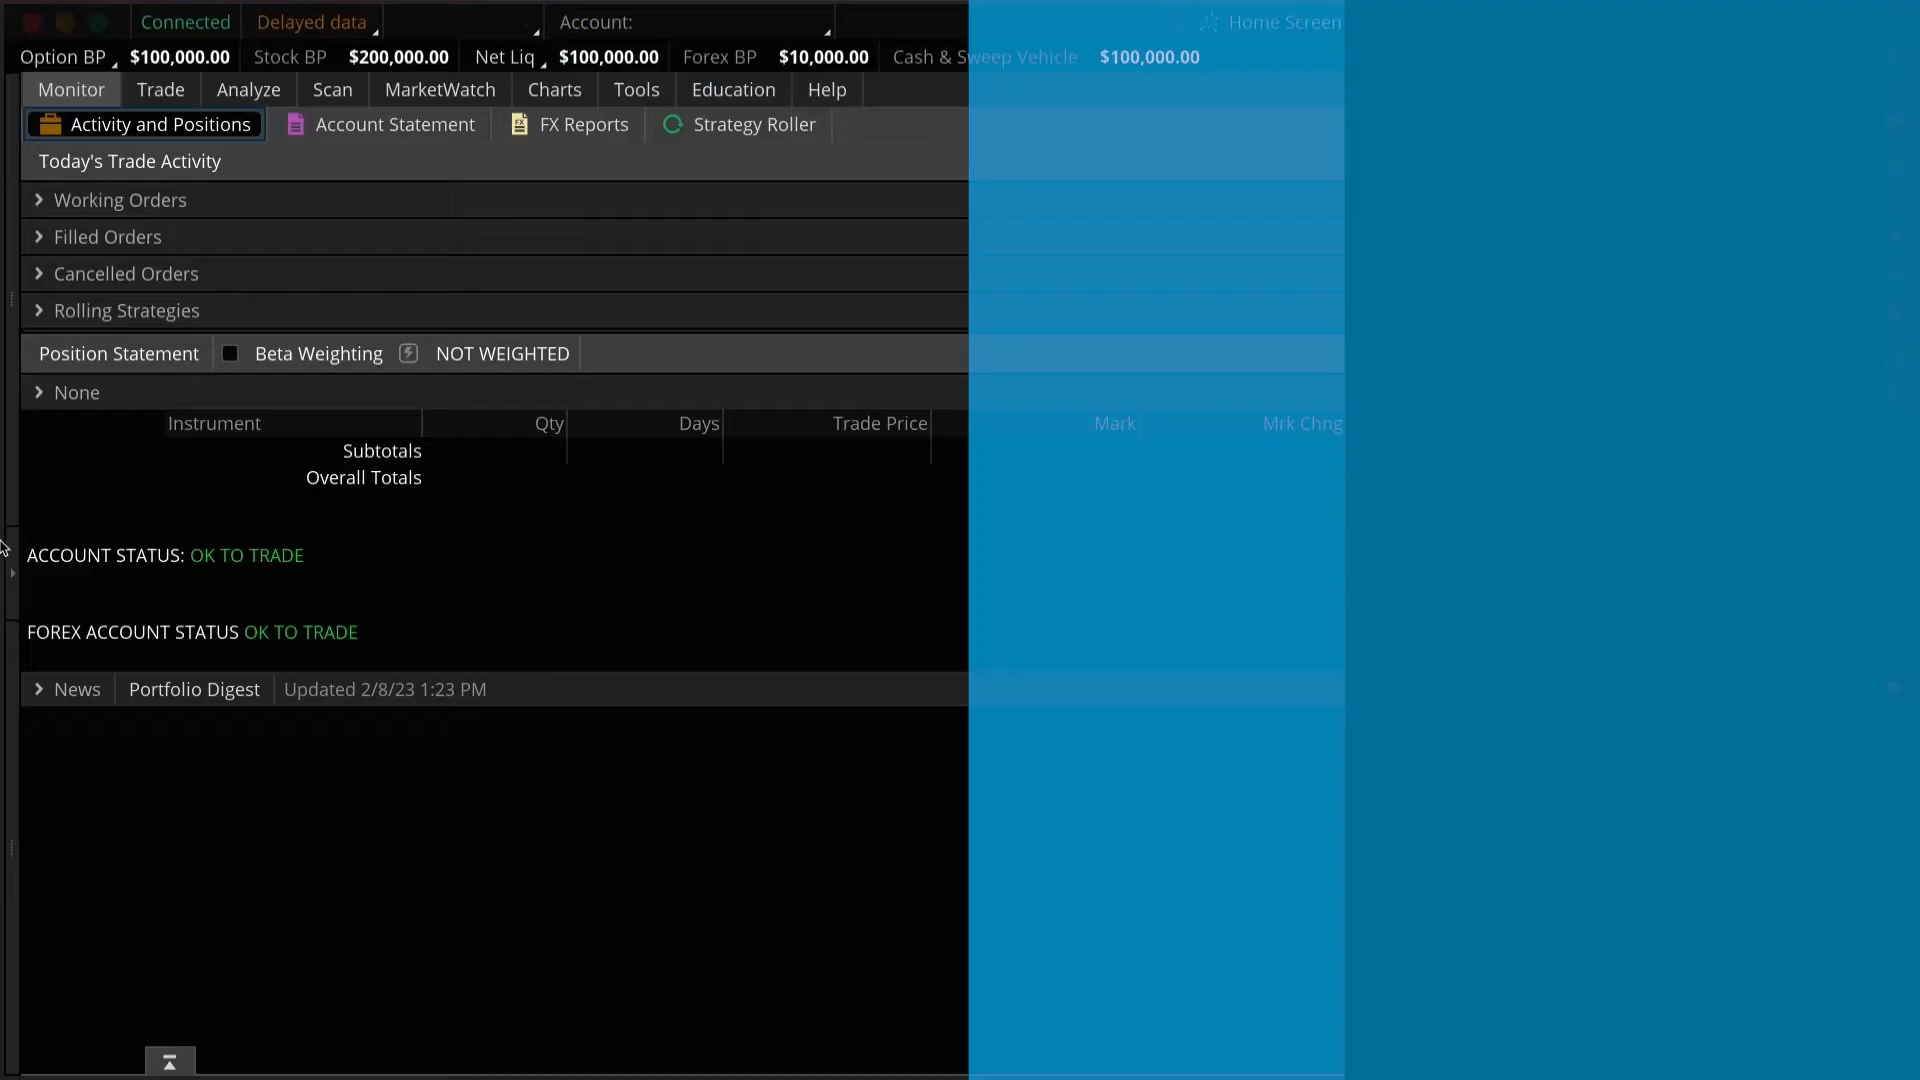 Connected Delayed data Account: Home Screen
Option BP $100,000.00 Stock BP $200,000.00 Net Liq $100,000.00 Forex BP $10,000.00 Cash & Sweep Vehicle $100,000.00
Monitor Trade Analyze Scan MarketWatch Charts Tools Education Help
Activity and Positions Account Statement FX FX Reports Strategy Roller
Today's Trade Activity
Working Orders
Filled Orders
Cancelled Orders
Rolling Strategies
Position Statement Beta Weighting NOT WEIGHTED
None
Instrument Qty Days Trade Price Mark Mrk Chng
Subtotals
Overall Totals
ACCOUNT STATUS: OK TO TRADE
FOREX ACCOUNT STATUS OK TO TRADE
News Portfolio Digest Updated 2/8/23 1:23 PM